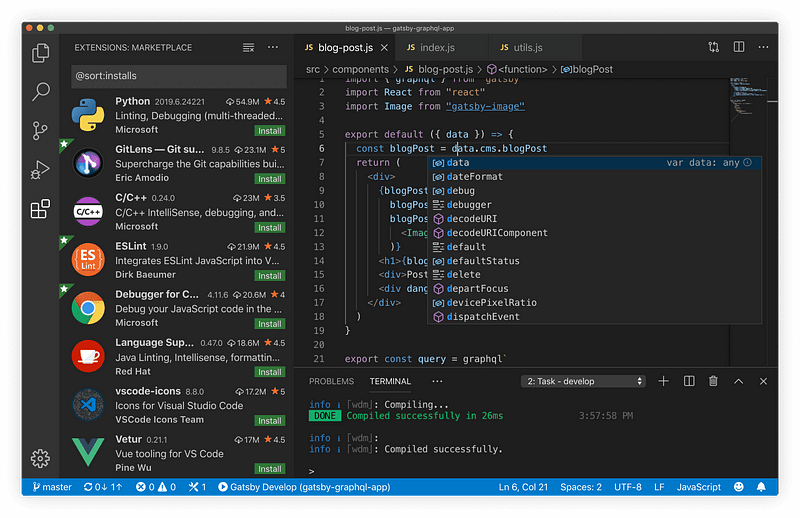 blog-post.js — gatsby-graphql-app
EXTENSIONS: MARKETPLACE
@sort:installs
Python 2019.6.24221 54.9M 4.5
Linting, Debugging (multi-threaded...
Microsoft Install
GitLens — Git su... 9.8.5 23.1M 5
Supercharge the Git capabilities bui...
Eric Amodio Install
C/C++ 0.24.0 23M 3.5
C/C++ IntelliSense, debugging, and...
Microsoft Install
ESLint 1.9.0 21.9M 4.5
Integrates ESLint JavaScript into V...
Dirk Baeumer Install
Debugger for C... 4.11.6 20.6M 4
Debug your JavaScript code in the ...
Microsoft Install
Language Sup... 0.47.0 18.6M 4.5
Java Linting, Intellisense, formattin...
Red Hat Install
vscode-icons 8.8.0 17.2M 5
Icons for Visual Studio Code
VSCode Icons Team Install
Vetur 0.21.1 17M 4.5
Vue tooling for VS Code
Pine Wu Install
JS blog-post.js JS index.js JS utils.js
src > components > JS blog-post.js > <function> > blogPost
1 import { graphql } from "gatsby"
2 import React from "react"
3 import Image from "gatsby-image"
4
5 export default ({ data }) => {
6 const blogPost = data.cms.blogPost
7 return (
8 <div>
9 {blogPost
10 blogPost
11 <Imag
12 )}
13 <h1>{blog
14 <div>Post
15 <div dang
16 </div>
17 )
18 }
19
20
21 export const query = graphql`
data var data: any
dateFormat
debug
debugger
decodeURI
decodeURIComponent
default
defaultStatus
delete
departFocus
devicePixelRatio
dispatchEvent
PROBLEMS TERMINAL ... 2: Task - develop
info ↓ ｢wdm｣: Compiling...
DONE Compiled successfully in 26ms 3:57:58 PM
info ↓ ｢wdm｣:
info ↓ ｢wdm｣: Compiled successfully.
>
master 0↓ 1↑ 0 0 1 Gatsby Develop (gatsby-graphql-app) Ln 6, Col 21 Spaces: 2 UTF-8 LF JavaScript